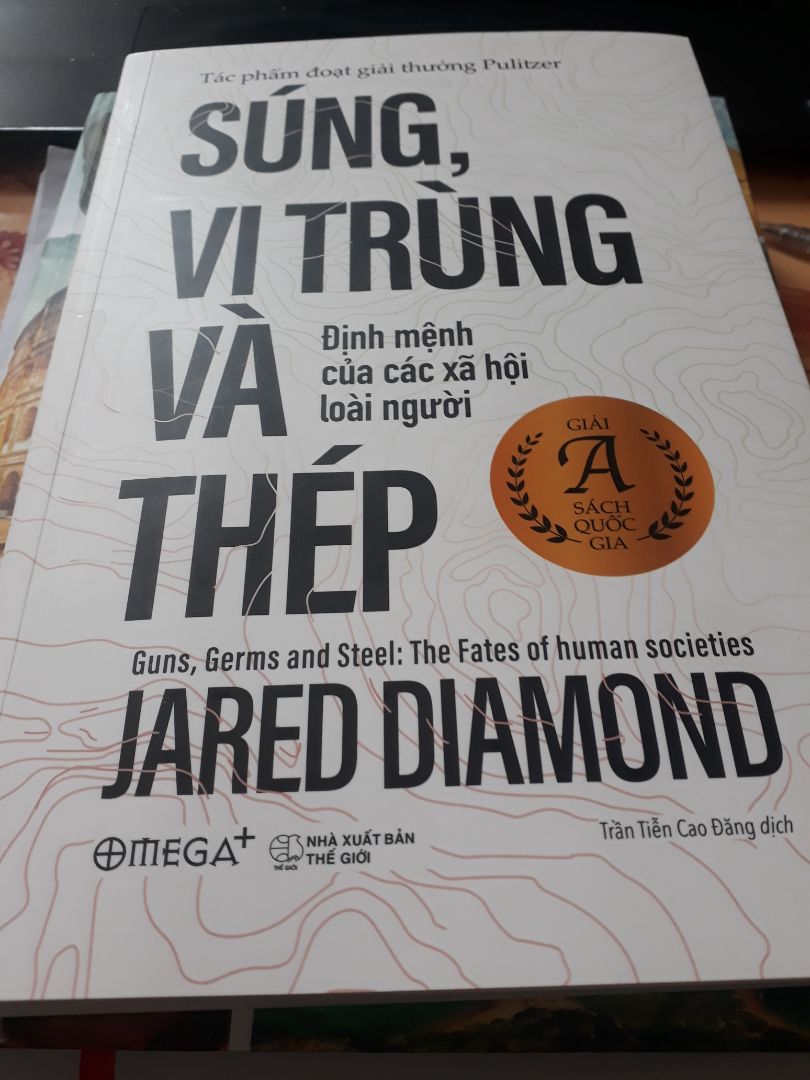 Tác phẩm đoạt giải thưởng Pulitzer
SÚNG,
VI TRÙNG
VÀ
Định mệnh
của các xã hội
loài người
THÉP
GIẢI
A
SÁCH
QUỐC
GIA
Guns, Germs and Steel: The Fates of human societies
JARED DIAMOND
OMEGA+
THẾ GIỚI
NHÀ XUẤT BẢN
THẾ GIỚI
Trần Tiễn Cao Đăng dịch